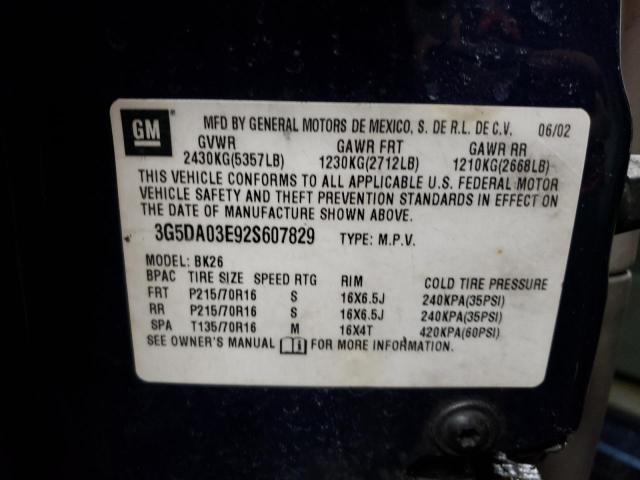 GM
MFD BY GENERAL MOTORS DE MEXICO, S. DE R.L. DE C.V. 06/02
GVWR GAWR FRT GAWR RR
2430KG(5357LB) 1230KG(2712LB) 1210KG(2668LB)
THIS VEHICLE CONFORMS TO ALL APPLICABLE U.S. FEDERAL MOTOR
VEHICLE SAFETY AND THEFT PREVENTION STANDARDS IN EFFECT ON
THE DATE OF MANUFACTURE SHOWN ABOVE.
3G5DA03E92S607829 TYPE: M.P.V.
MODEL: BK26
BPAC TIRE SIZE SPEED RTG RIM COLD TIRE PRESSURE
FRT P215/70R16 S 16X6.5J 240KPA(35PSI)
RR P215/70R16 S 16X6.5J 240KPA(35PSI)
SPA T135/70R16 M 16X4T 420KPA(60PSI)
SEE OWNER'S MANUAL FOR MORE INFORMATION.